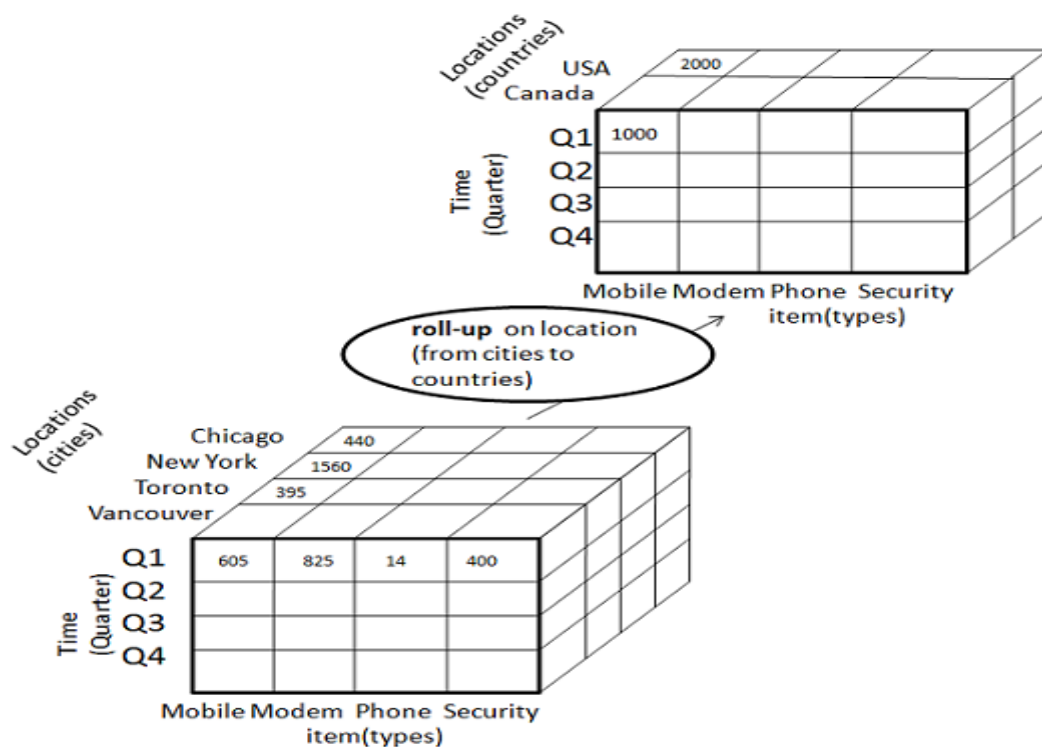 Locations
(countries)
USA
Canada
2000
Time
(Quarter)
Q1
Q2
Q3
Q4
1000
Mobile Modem Phone Security
item(types)
roll-up on location
(from cities to
countries)
Locations
(cities)
Chicago
New York
Toronto
Vancouver
440
1560
395
Time
(Quarter)
Q1
Q2
Q3
Q4
605 825 14 400
Mobile Modem Phone Security
item(types)